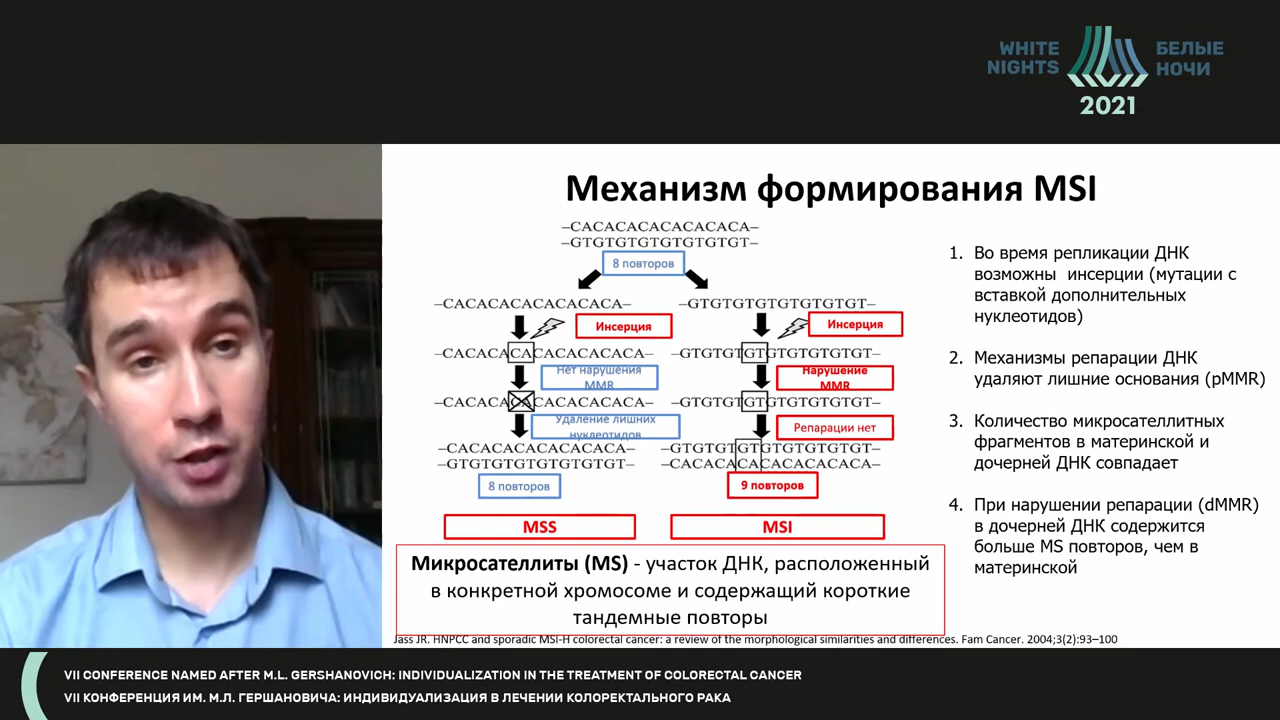 WHITE
NIGHTS
БЕЛЫЕ
НОЧИ
2021
Механизм формирования MSI
–CACACACACACACACA–
–GTGTGTGTGTGTGTGT–
8 повторов
–CACACACACACACACA–
–GTGTGTGTGTGTGTGT–
Инсерция
Инсерция
–CACACACACACACACACA–
–GTGTGTGTGTGTGTGTGT–
Нет нарушения
MMR
Нарушение
MMR
–CACACACACACACACACA–
–GTGTGTGTGTGTGTGTGT–
Удаление лишних
нуклеотидов
Репарации нет
–CACACACACACACACA–
–GTGTGTGTGTGTGTGT–
–GTGTGTGTGTGTGTGTGT–
–CACACACACACACACACA–
8 повторов
9 повторов
MSS
MSI
Микросателлиты (MS) - участок ДНК, расположенный
в конкретной хромосоме и содержащий короткие
тандемные повторы
1. Во время репликации ДНК
возможны инсерции (мутации с
вставкой дополнительных
нуклеотидов)
2. Механизмы репарации ДНК
удаляют лишние основания (pMMR)
3. Количество микросателлитных
фрагментов в материнской и
дочерней ДНК совпадает
4. При нарушении репарации (dMMR)
в дочерней ДНК содержится
больше MS повторов, чем в
материнской
Jass JR. HNPCC and sporadic MSI-H colorectal cancer: a review of the morphological similarities and differences. Fam Cancer. 2004;3(2):93–100
VII CONFERENCE NAMED AFTER M.L. GERSHANOVICH: INDIVIDUALIZATION IN THE TREATMENT OF COLORECTAL CANCER
VII КОНФЕРЕНЦИЯ ИМ. М.Л. ГЕРШАНОВИЧА: ИНДИВИДУАЛИЗАЦИЯ В ЛЕЧЕНИИ КОЛОРЕКТАЛЬНОГО РАКА